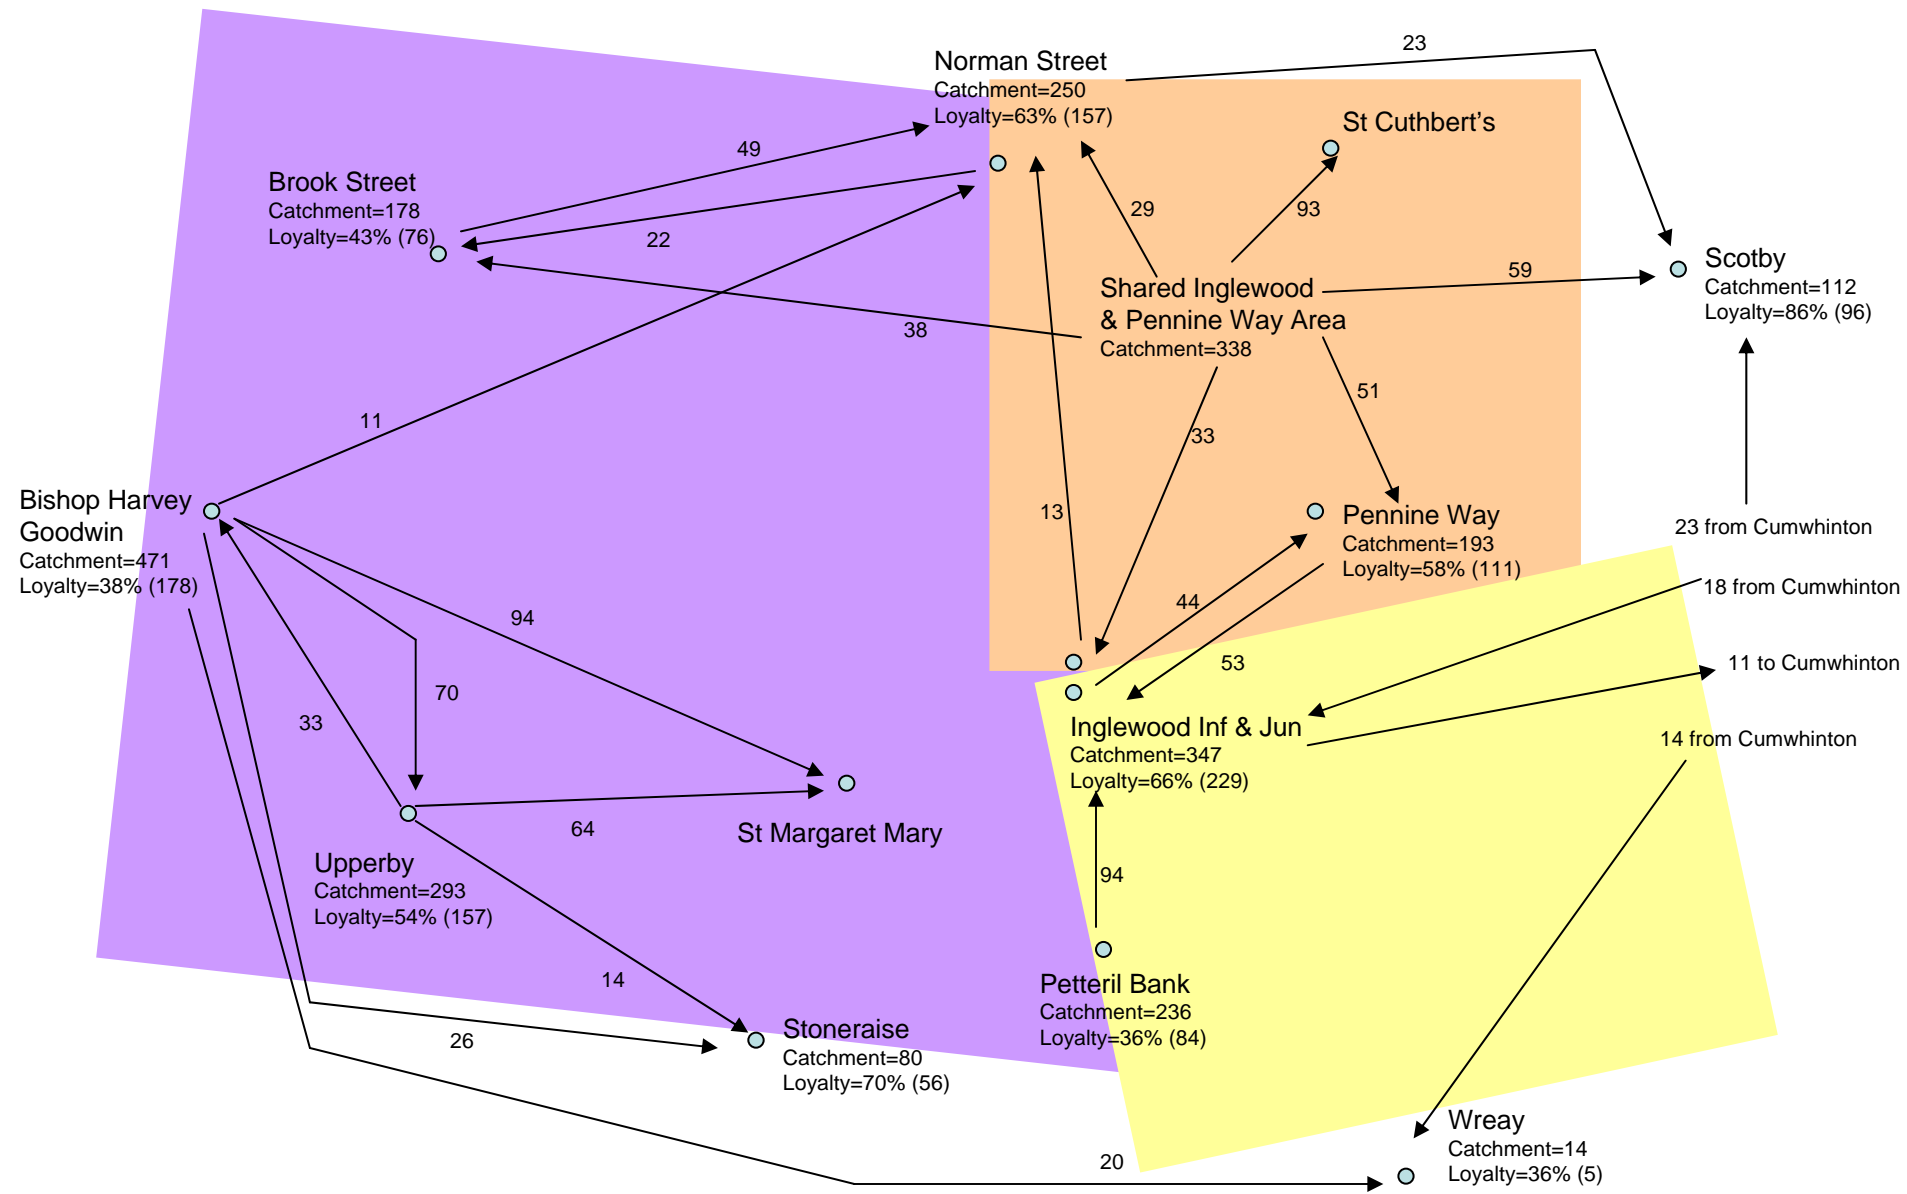 23
Norman Street
Catchment=250
Loyalty=63% (157)
St Cuthbert’s
49
Brook Street
Catchment=178
Loyalty=43% (76)
22
29
93
59
Scotby
Catchment=112
Loyalty=86% (96)
Shared Inglewood
& Pennine Way Area
Catchment=338
38
51
11
33
Bishop Harvey
Goodwin
Catchment=471
Loyalty=38% (178)
13
Pennine Way
Catchment=193
Loyalty=58% (111)
23 from Cumwhinton
18 from Cumwhinton
44
94
53
11 to Cumwhinton
70
33
Inglewood Inf & Jun
Catchment=347
Loyalty=66% (229)
14 from Cumwhinton
64
St Margaret Mary
Upperby
Catchment=293
Loyalty=54% (157)
94
14
Petteril Bank
Catchment=236
Loyalty=36% (84)
26
Stoneraise
Catchment=80
Loyalty=70% (56)
20
Wreay
Catchment=14
Loyalty=36% (5)